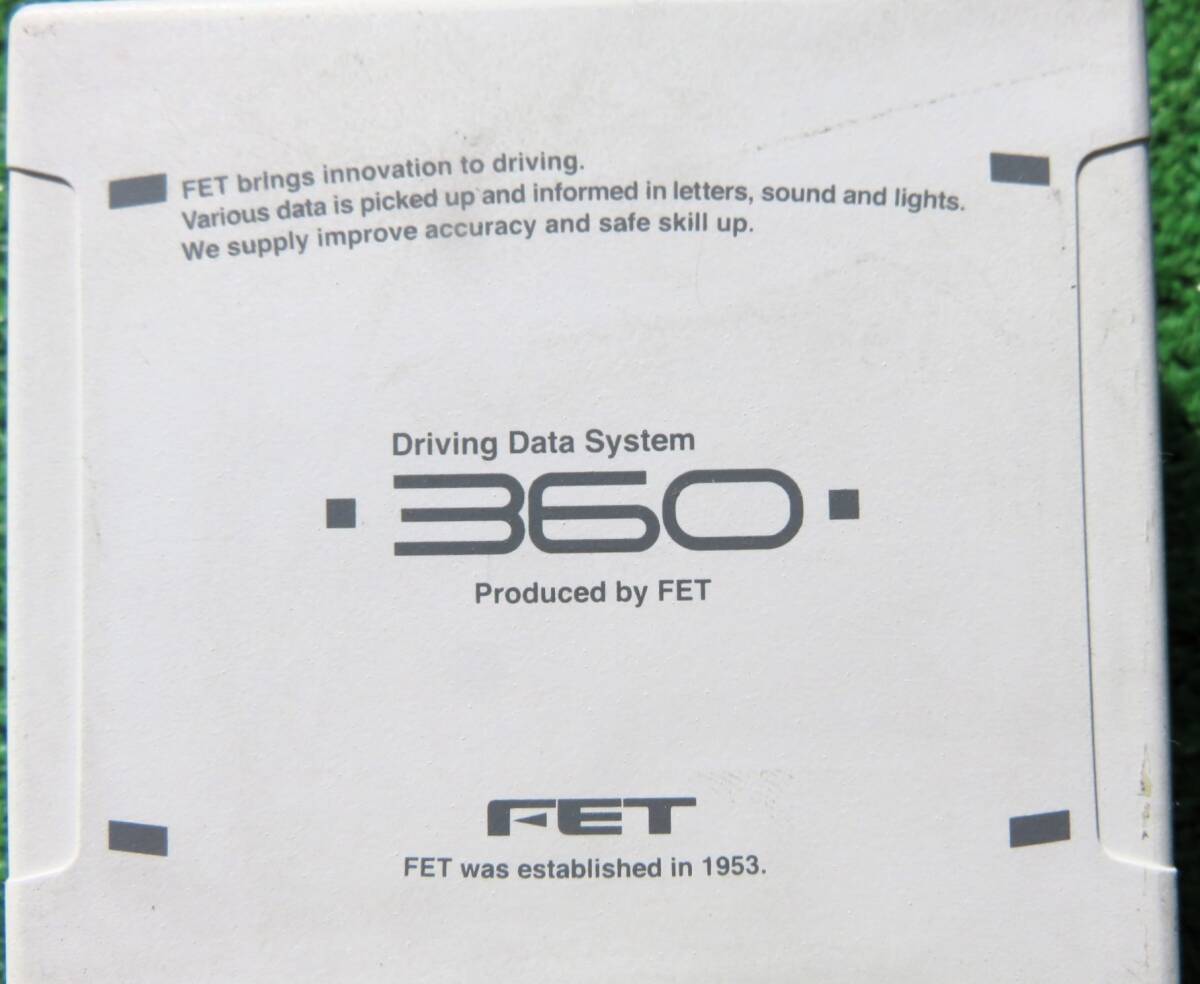 FET brings innovation to driving.
Various data is picked up and informed in letters, sound and lights.
We supply improve accuracy and safe skill up.
Driving Data System
360
Produced by FET
FET
FET was established in 1953.